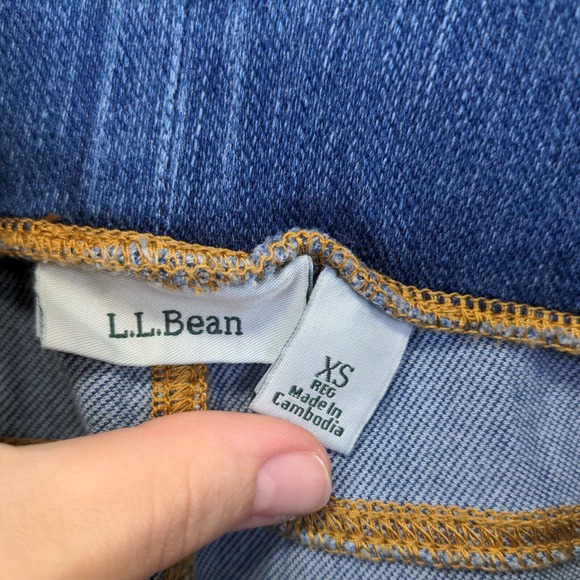 L.L.Bean
XS
REG
Made In
Cambodia